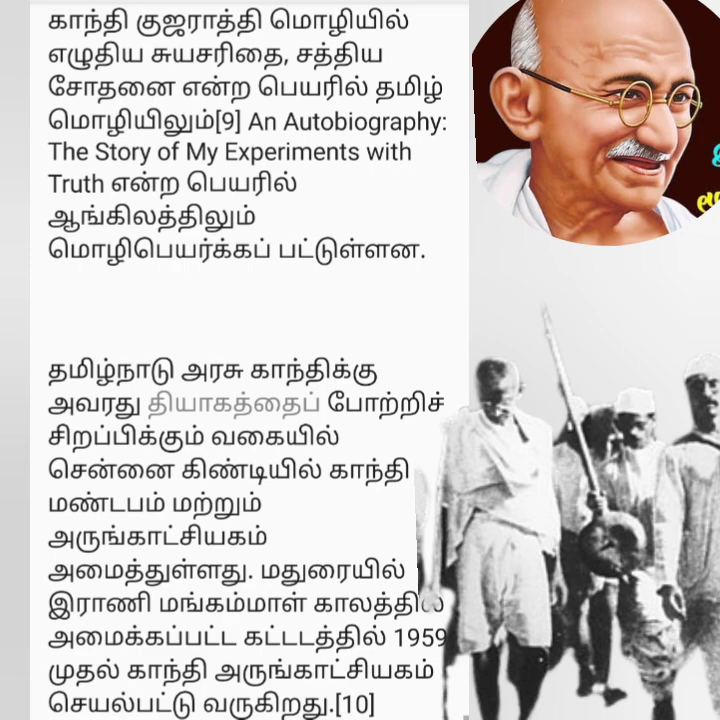 காந்தி குஜராத்தி மொழியில்
எழுதிய சுயசரிதை, சத்திய
சோதனை என்ற பெயரில் தமிழ்
மொழியிலும்[9] An Autobiography:
The Story of My Experiments with
Truth என்ற பெயரில்
ஆங்கிலத்திலும்
மொழிபெயர்க்கப் பட்டுள்ளன.
தமிழ்நாடு அரசு காந்திக்கு
அவரது தியாகத்தைப் போற்றிச்
சிறப்பிக்கும் வகையில்
சென்னை கிண்டியில் காந்தி
மண்டபம் மற்றும்
அருங்காட்சியகம்
அமைத்துள்ளது. மதுரையில்
இராணி மங்கம்மாள் காலத்தில்
அமைக்கப்பட்ட கட்டடத்தில் 1959
முதல் காந்தி அருங்காட்சியகம்
செயல்பட்டு வருகிறது.[10]